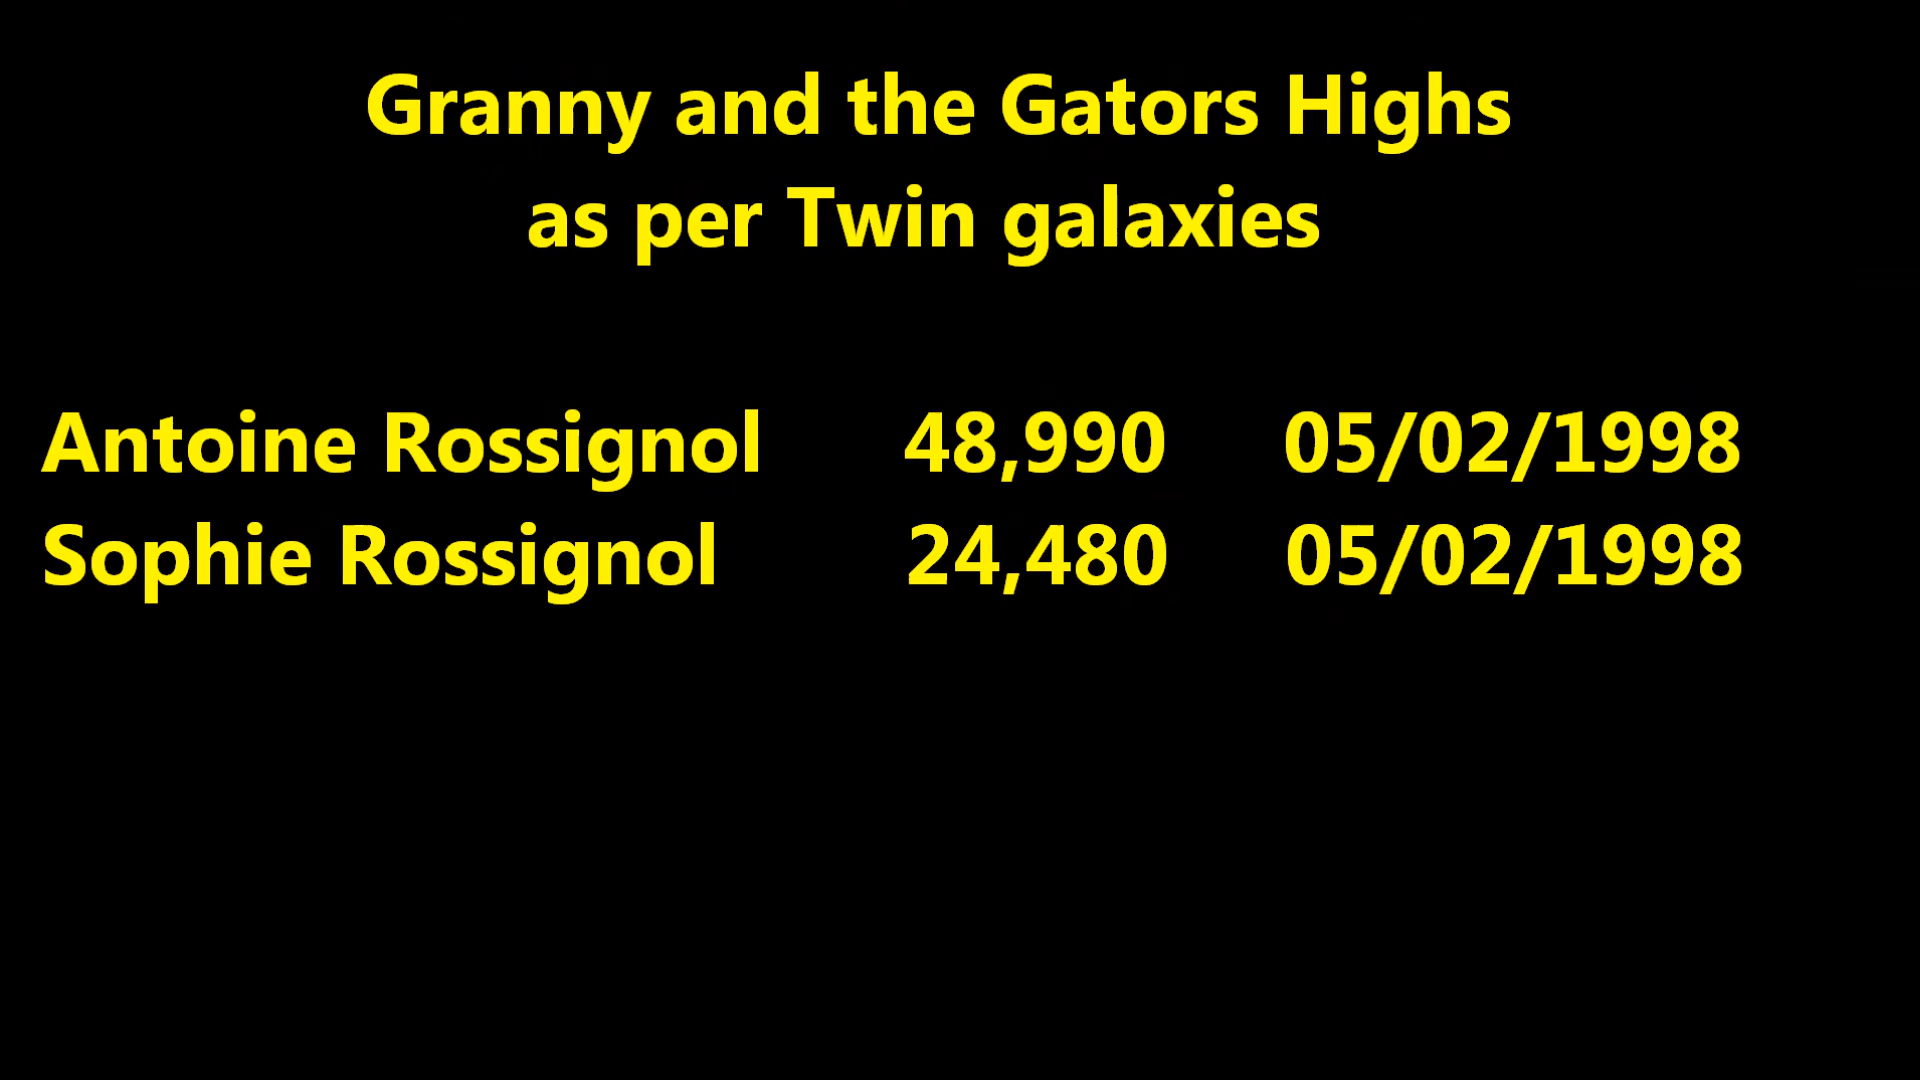 Granny and the Gators Highs
as per Twin galaxies
Antoine Rossignol 48,990 05/02/1998
Sophie Rossignol 24,480 05/02/1998